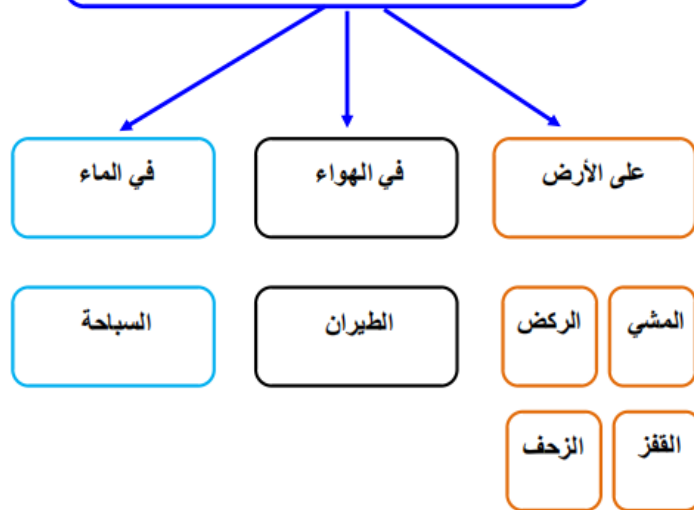 على الأرض
في الهواء
في الماء
المشي
الركض
الطيران
السباحة
القفز
الزحف